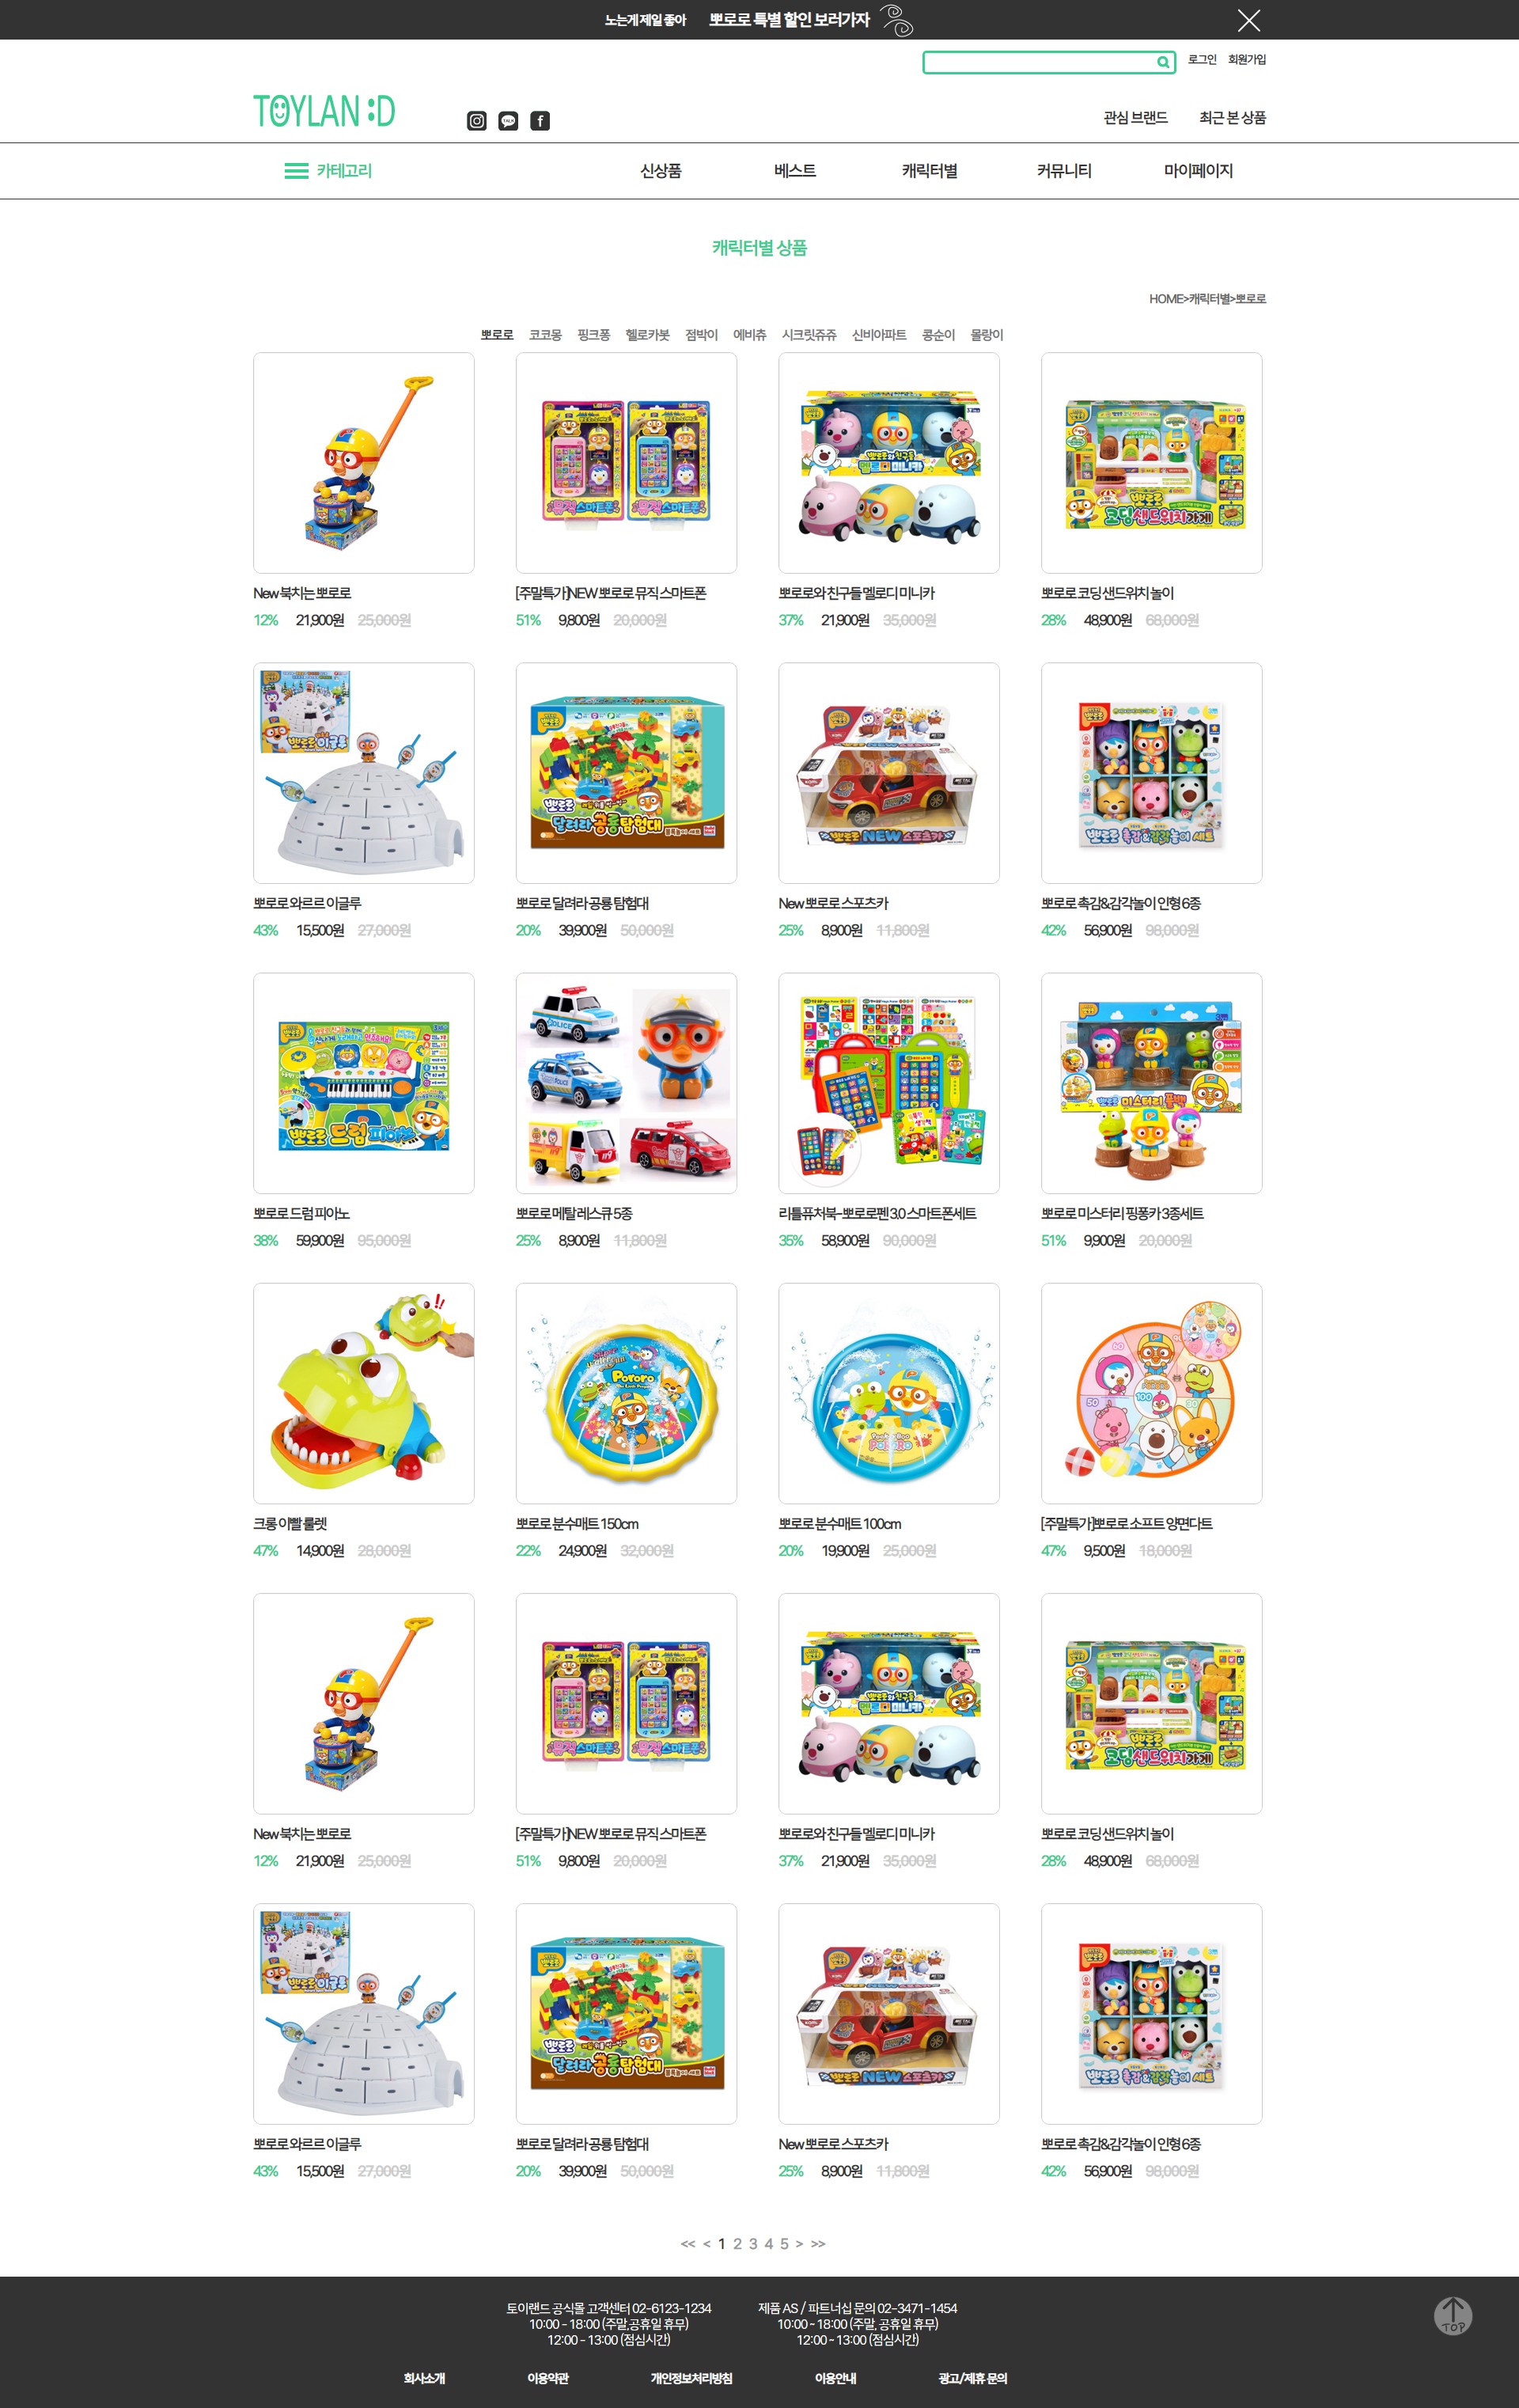 노는게 제일 좋아 뽀로로 특별 할인 보러가자
로그인 회원가입
TOYLAN:D
관심 브랜드 최근 본 상품
카테고리 신상품 베스트 캐릭터별 커뮤니티 마이페이지
캐릭터별 상품
HOME>캐릭터별>뽀로로
뽀로로 코코몽 핑크퐁 헬로카봇 점박이 에비츄 시크릿쥬쥬 신비아파트 콩순이 몰랑이
New 북치는 뽀로로
12% 21,900원 25,000원
[주말특가]NEW 뽀로로 뮤직 스마트폰
51% 9,800원 20,000원
뽀로로와 친구들 멜로디 미니카
37% 21,900원 35,000원
뽀로로 코딩 샌드위치 놀이
28% 48,900원 68,000원
뽀로로 와르르 이글루
43% 15,500원 27,000원
뽀로로 달려라 공룡 탐험대
20% 39,900원 50,000원
New 뽀로로 스포츠카
25% 8,900원 11,800원
뽀로로 촉감&감각놀이 인형 6종
42% 56,900원 98,000원
뽀로로 드럼 피아노
38% 59,900원 95,000원
뽀로로 메탈 레스큐 5종
25% 8,900원 11,800원
리틀퓨처북-뽀로로펜 3.0 스마트폰세트
35% 58,900원 90,000원
뽀로로 미스터리 핑퐁카 3종세트
51% 9,900원 20,000원
크롱 이빨 룰렛
47% 14,900원 28,000원
뽀로로 분수매트 150cm
22% 24,900원 32,000원
뽀로로 분수매트 100cm
20% 19,900원 25,000원
[주말특가]뽀로로 소프트 양면다트
47% 9,500원 18,000원
New 북치는 뽀로로
12% 21,900원 25,000원
[주말특가]NEW 뽀로로 뮤직 스마트폰
51% 9,800원 20,000원
뽀로로와 친구들 멜로디 미니카
37% 21,900원 35,000원
뽀로로 코딩 샌드위치 놀이
28% 48,900원 68,000원
뽀로로 와르르 이글루
43% 15,500원 27,000원
뽀로로 달려라 공룡 탐험대
20% 39,900원 50,000원
New 뽀로로 스포츠카
25% 8,900원 11,800원
뽀로로 촉감&감각놀이 인형 6종
42% 56,900원 98,000원
<< < 1 2 3 4 5 > >>
토이랜드 공식몰 고객센터 02-6123-1234
10:00 - 18:00 (주말,공휴일 휴무)
12:00 - 13:00 (점심시간)
제품 AS / 파트너십 문의 02-3471-1454
10:00 - 18:00 (주말, 공휴일 휴무)
12:00 - 13:00 (점심시간)
TOP
회사소개 이용약관 개인정보처리방침 이용안내 광고/제휴 문의